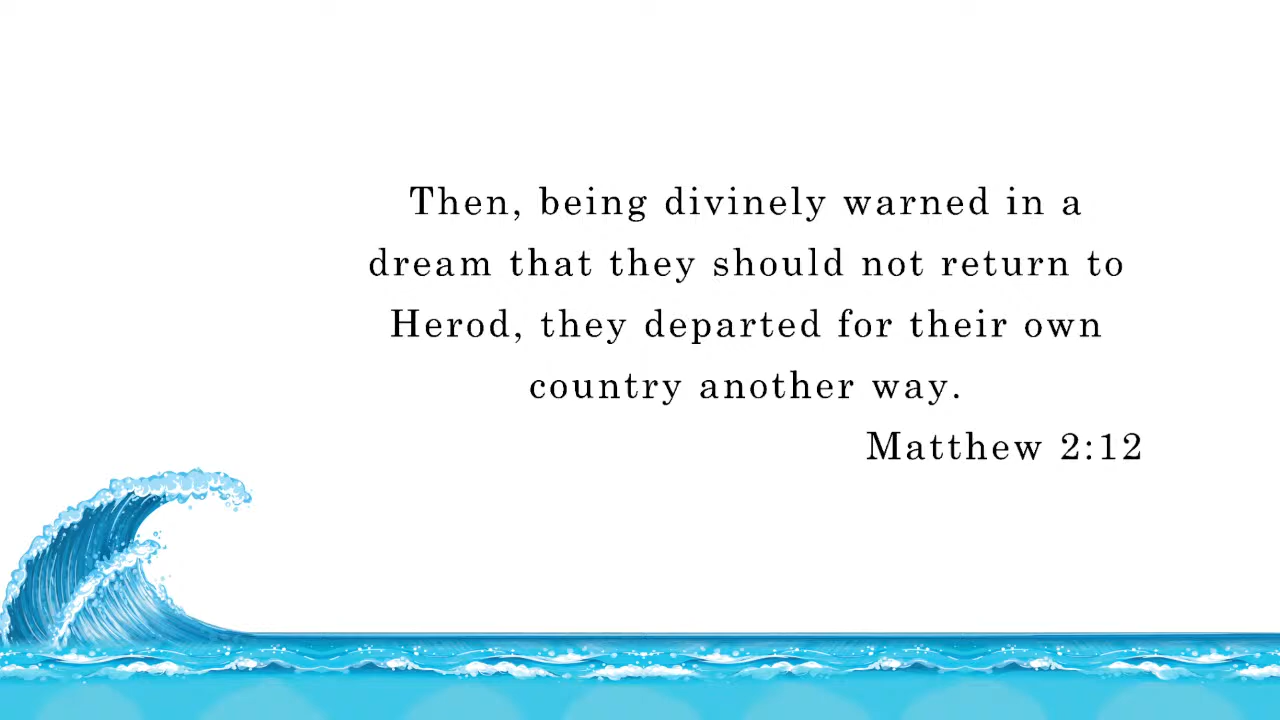 Then, being divinely warned in a
dream that they should not return to
Herod, they departed for their own
country another way.
Matthew 2:12